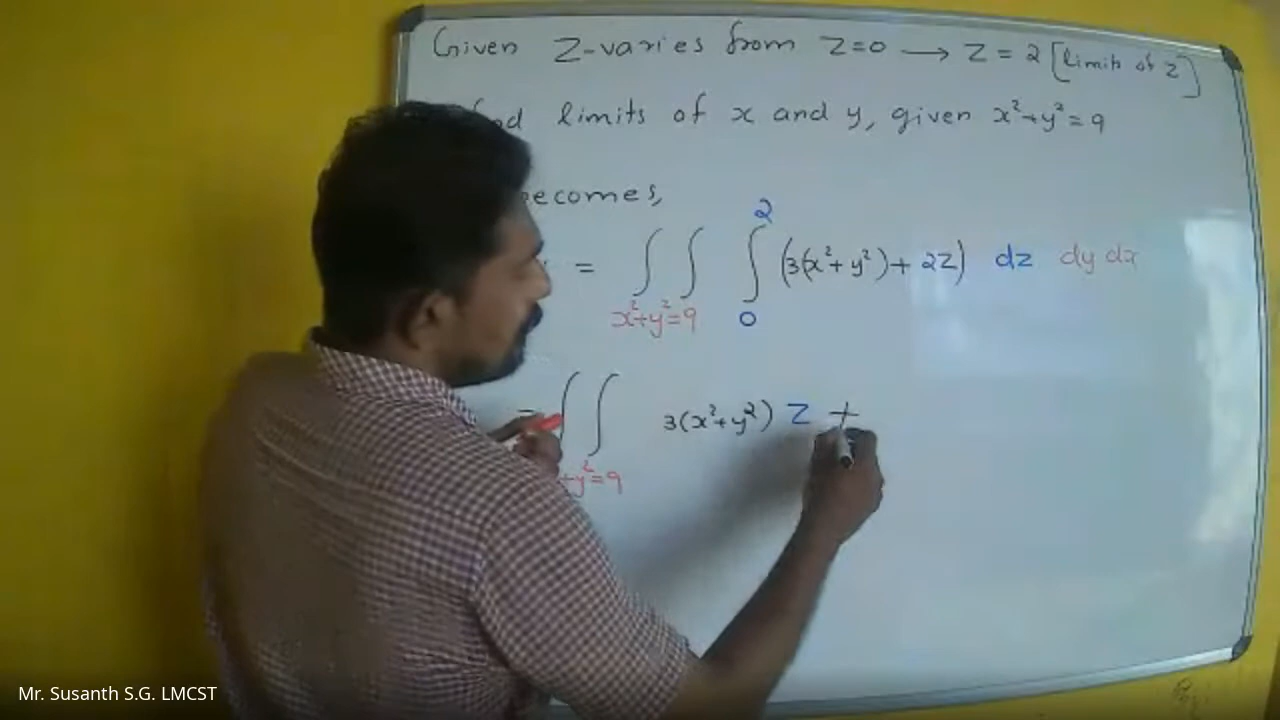 Given Z-varies from Z=0 → Z = 2 [limit of z]
limits of x and y, given x²+y²=9
becomes,
= ∫∫ ∫ (3(x²+y²)+ 2Z) dz dy dx
x²+y²=9 0 2
= ∫∫ 3(x²+y²) Z +
+y²=9
Mr. Susanth S.G. LMCST